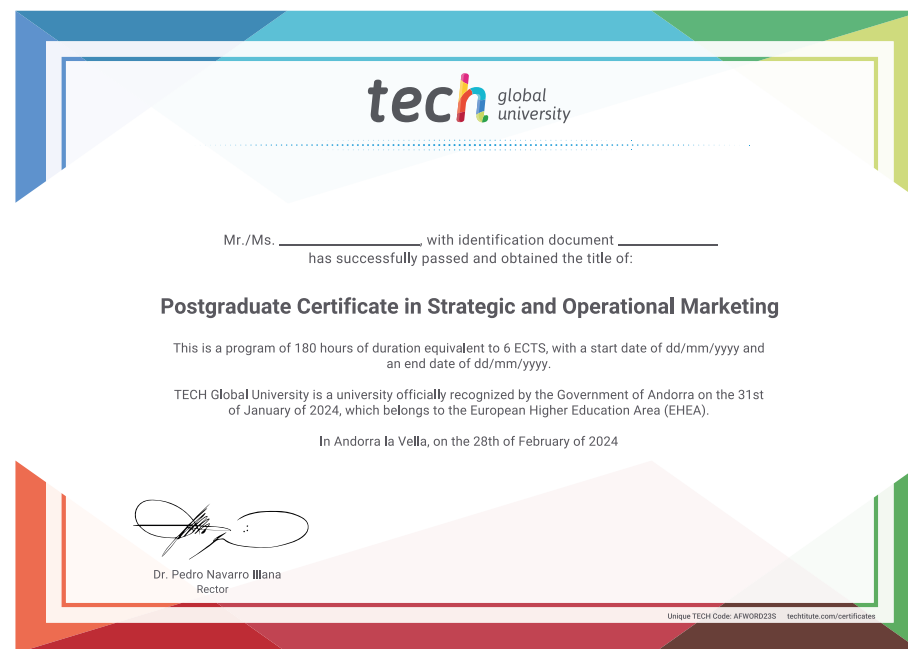 tech global
university
Mr./Ms. ____________, with identification document ____________
has successfully passed and obtained the title of:
Postgraduate Certificate in Strategic and Operational Marketing
This is a program of 180 hours of duration equivalent to 6 ECTS, with a start date of dd/mm/yyyy and
an end date of dd/mm/yyyy.
TECH Global University is a university officially recognized by the Government of Andorra on the 31st
of January of 2024, which belongs to the European Higher Education Area (EHEA).
In Andorra la Vella, on the 28th of February of 2024
Dr. Pedro Navarro Illana
Rector
Unique TECH Code: AFWORD23S techtitute.com/certificates